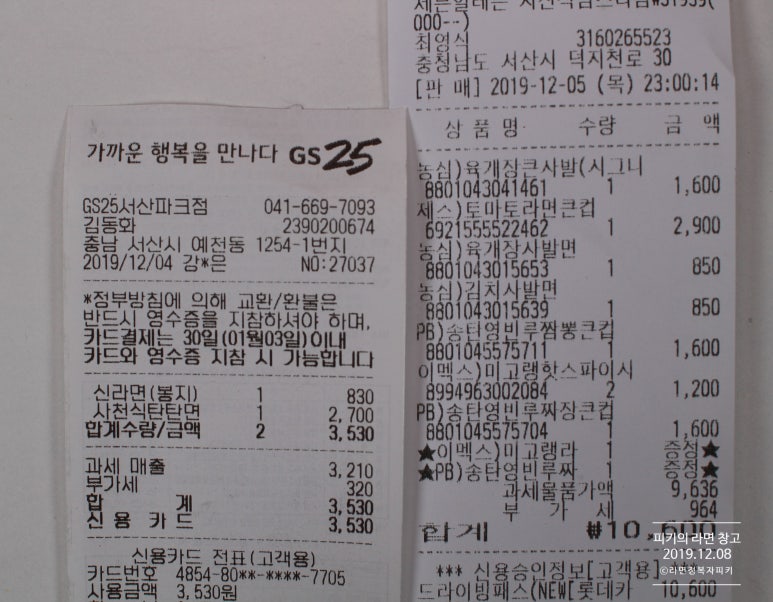 가까운 행복을 만나다 GS25
GS25서산파크점 041-669-7093
김동화 2390200674
충남 서산시 예천동 1254-1번지
2019/12/04 강*은 NO:27037
*정부방침에 의해 교환/환불은
반드시 영수증을 지참하셔야 하며,
카드결제는 30일(01월03일)이내
카드와 영수증 지참 시 가능합니다
신라면(봉지) 1 830
사천식탄탄면 1 2,700
합계수량/금액 2 3,530
과세 매출 3,210
부가세 320
합 계 3,530
신 용 카 드 3,530
신용카드 전표(고객용)
카드번호 4854-80**-****-7705
사용금액 3,530원
000--)
최영식 3160265523
충청남도 서산시 덕지천로 30
[판 매] 2019-12-05 (목) 23:00:14
상 품 명 수량 금 액
농심)육개장큰사발(시그니
8801043041461 1 1,600
제스)토마토라면큰컵
6921555522462 1 2,900
농심)육개장사발면
8801043015653 1 850
농심)김치사발면
8801043015639 1 850
PB)송탄영빈루짬뽕큰컵
8801045575711 1 1,600
이멕스)미고랭핫스파이시
8994963002084 2 1,200
PB)송탄영빈루짜장큰컵
8801045575704 1 1,600
★이멕스)미고랭라 1 증정★
★PB)송탄영빈루짜 1 증정★
과세물품가액 9,636
부 가 세 964
합계 ₩10,600
*** 신용승인정보[고객용] ***
드라이빙패스(NEW[롯데카 10,600
피키의 라면 창고
2019.12.08
©라면정복자피키